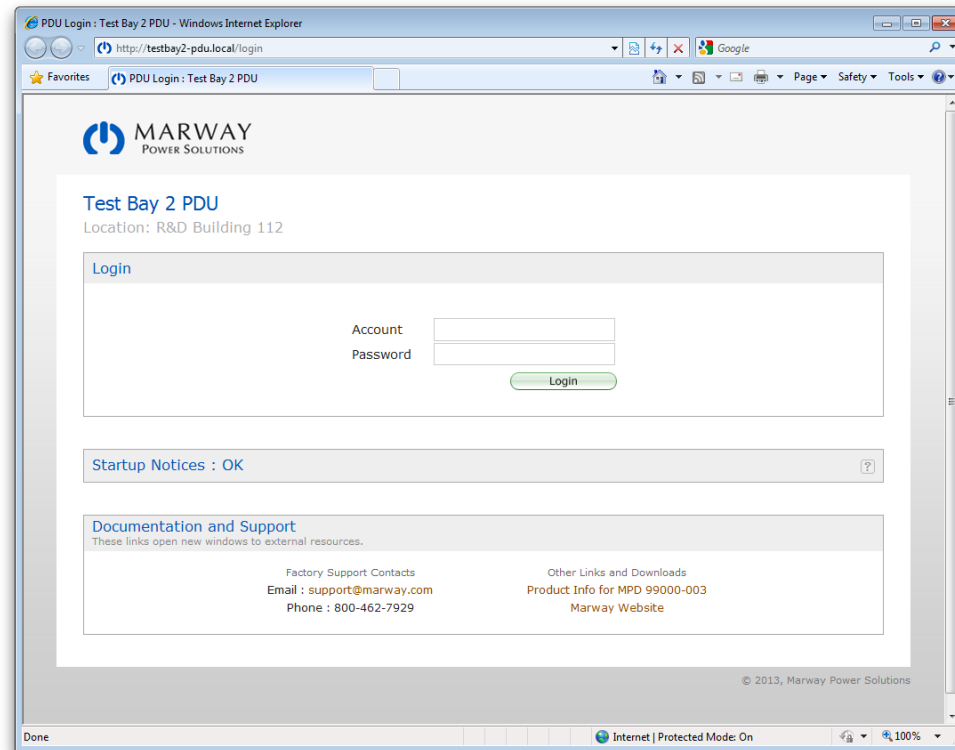 PDU Login : Test Bay 2 PDU - Windows Internet Explorer
http://testbay2-pdu.local/login
Google
Favorites
PDU Login : Test Bay 2 PDU
Page
Safety
Tools
MARWAY
POWER SOLUTIONS
Test Bay 2 PDU
Location: R&D Building 112
Login
Account
Password
Login
Startup Notices : OK
?
Documentation and Support
These links open new windows to external resources.
Factory Support Contacts
Email : support@marway.com
Phone : 800-462-7929
Other Links and Downloads
Product Info for MPD 99000-003
Marway Website
© 2013, Marway Power Solutions
Done
Internet | Protected Mode: On
100%